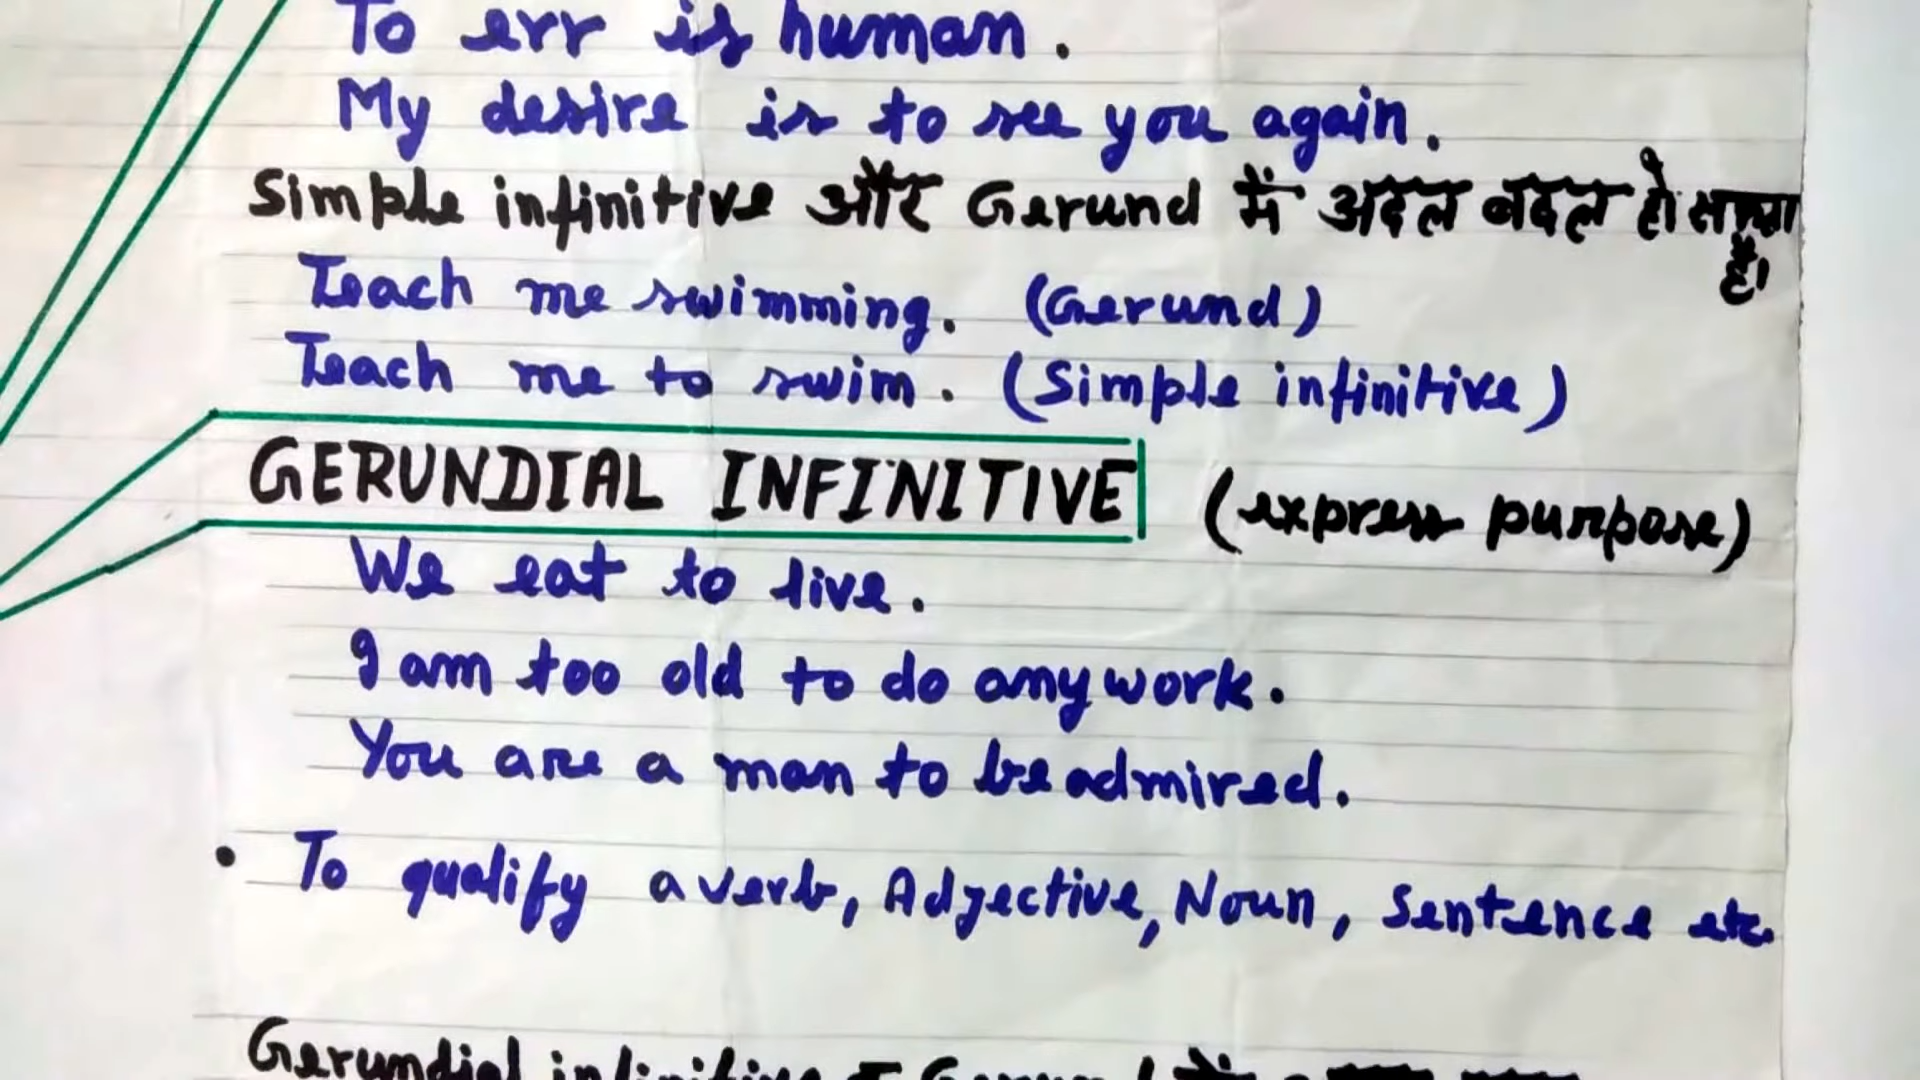 To err is human.
My desire is to see you again.
Simple infinitive और Gerund में अदल बदल हो सकता है।
Teach me swimming. (Gerund)
Teach me to swim. (Simple infinitive)
GERUNDIAL INFINITIVE (express purpose)
We eat to live.
I am too old to do any work.
You are a man to be admired.
• To qualify a verb, Adjective, Noun, Sentence etc.
Gerundial infinitive